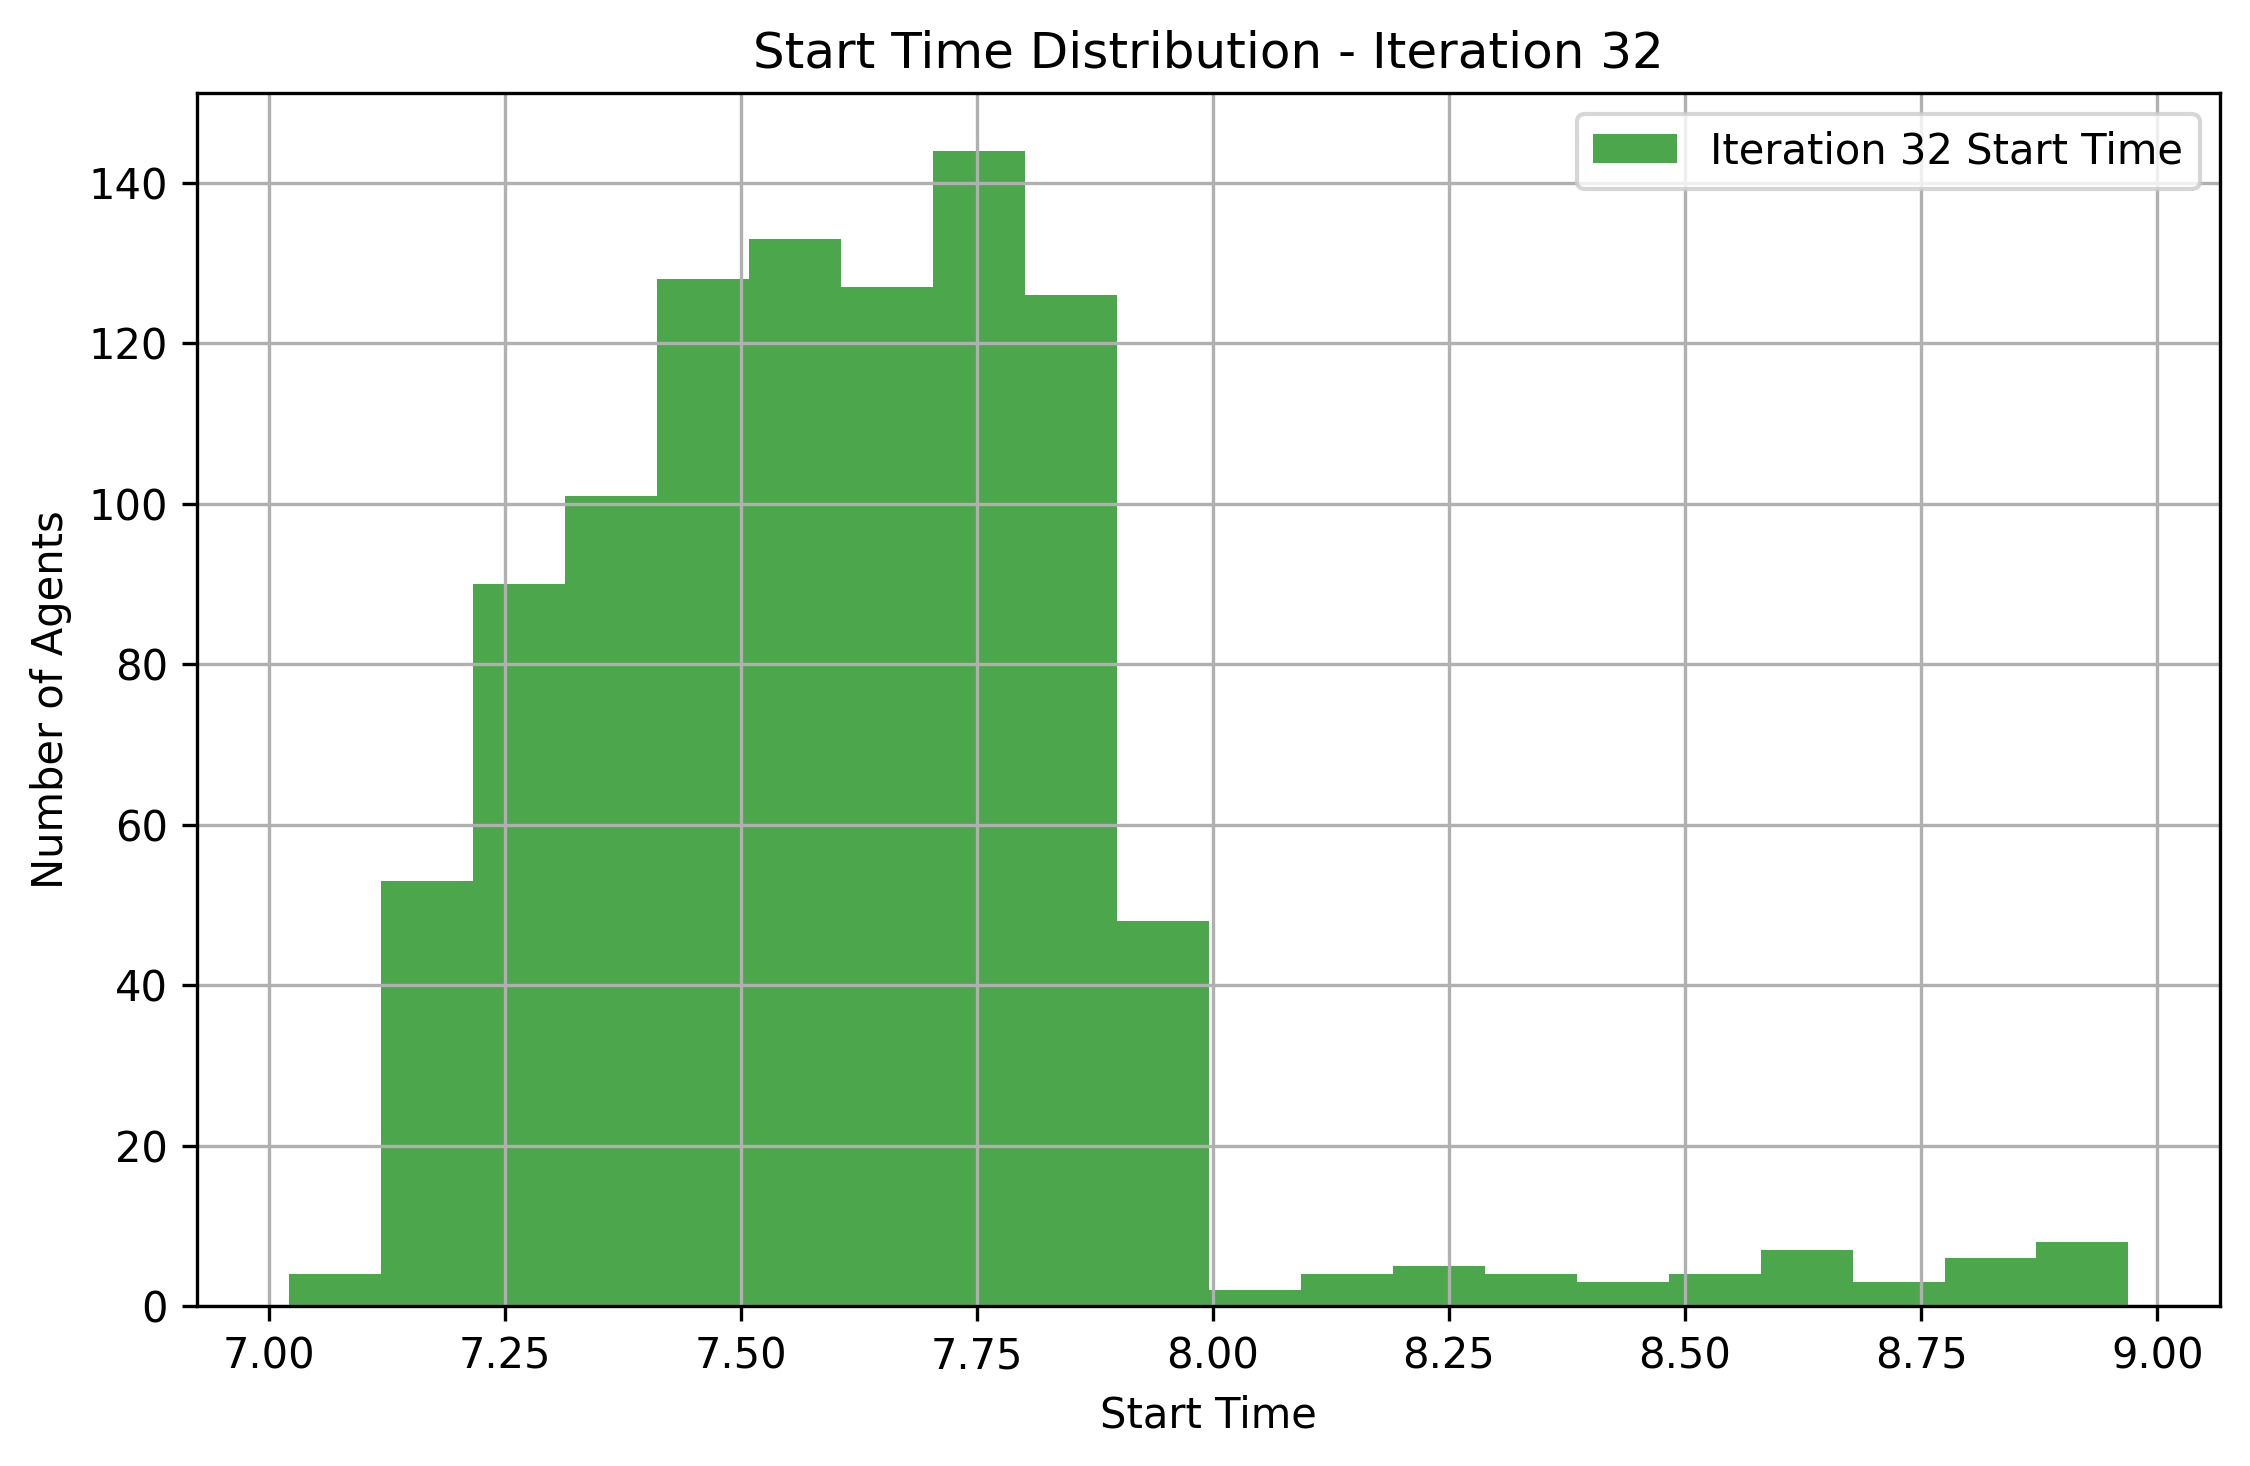 Start Time Distribution - Iteration 32
Iteration 32 Start Time
140
120
100
80
60
40
20
0
Number of Agents
7.00 7.25 7.50 7.75 8.00 8.25 8.50 8.75 9.00
Start Time